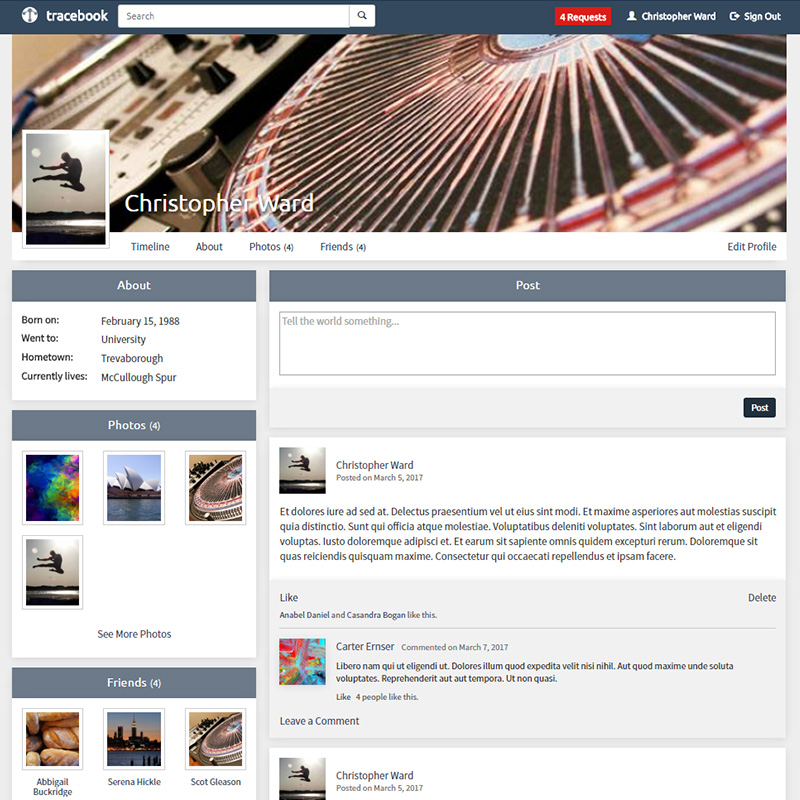 tracebook
Search
4 Requests
Christopher Ward
Sign Out
Christopher Ward
Timeline
About
Photos (4)
Friends (4)
Edit Profile
About
Born on: February 15, 1988
Went to: University
Hometown: Trevaborough
Currently lives: McCullough Spur
Photos (4)
See More Photos
Friends (4)
Abbigail
Buckridge
Serena Hickle
Scot Gleason
Post
Tell the world something...
Post
Christopher Ward
Posted on March 5, 2017
Et dolores iure ad sed at. Delectus praesentium vel ut eius sint modi. Et maxime asperiores aut molestias suscipit
quia distinctio. Sunt qui officia atque molestiae. Voluptatibus deleniti voluptates. Sint laborum aut et eligendi
voluptas. Iusto doloremque adipisci et. Et earum sit sapiente omnis quidem excepturi rerum. Doloremque sit
quas reiciendis quisquam maxime. Consectetur qui occaecati repellendus et ipsam facere.
Like
Delete
Anabel Daniel and Casandra Bogan like this.
Carter Ernser Commented on March 7, 2017
Libero nam qui ut eligendi ut. Dolores illum quod expedita velit nisi nihil. Aut quod maxime unde soluta
voluptates. Reprehenderit aut aut tempora. Ut non quasi.
Like 4 people like this.
Leave a Comment
Christopher Ward
Posted on March 5, 2017